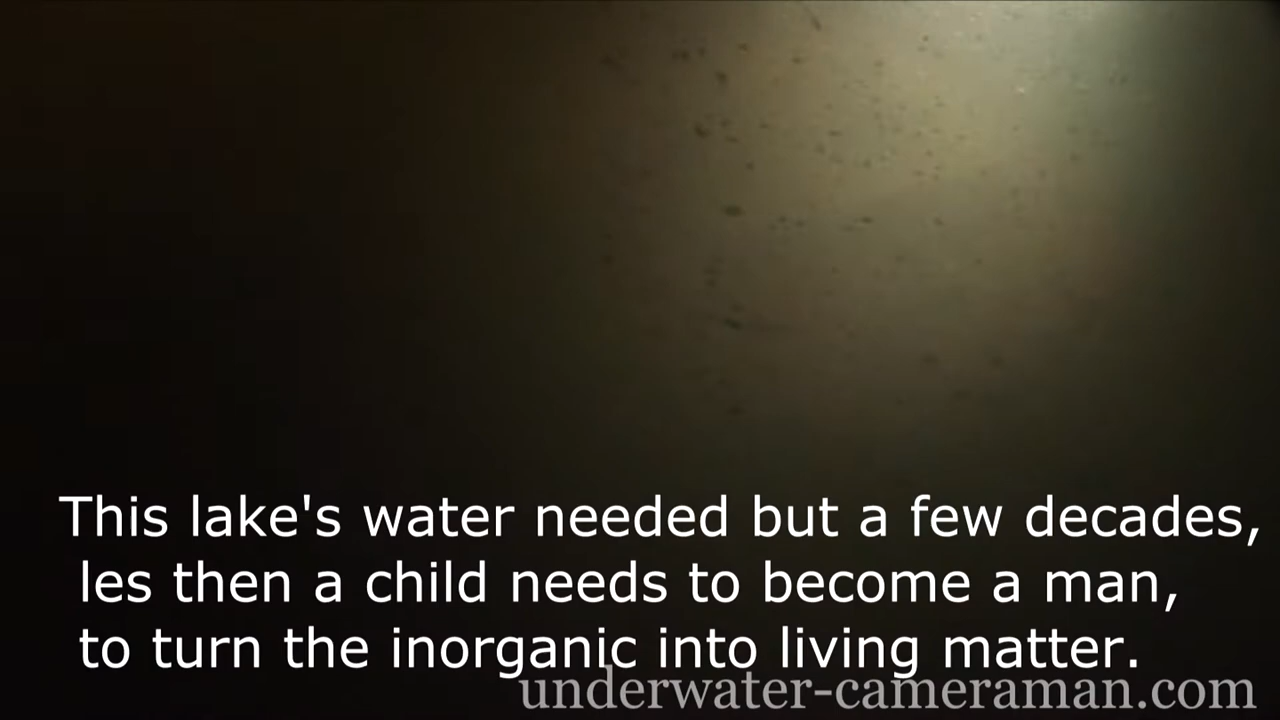 This lake's water needed but a few decades,
les then a child needs to become a man,
to turn the inorganic into living matter.
underwater-cameraman.com